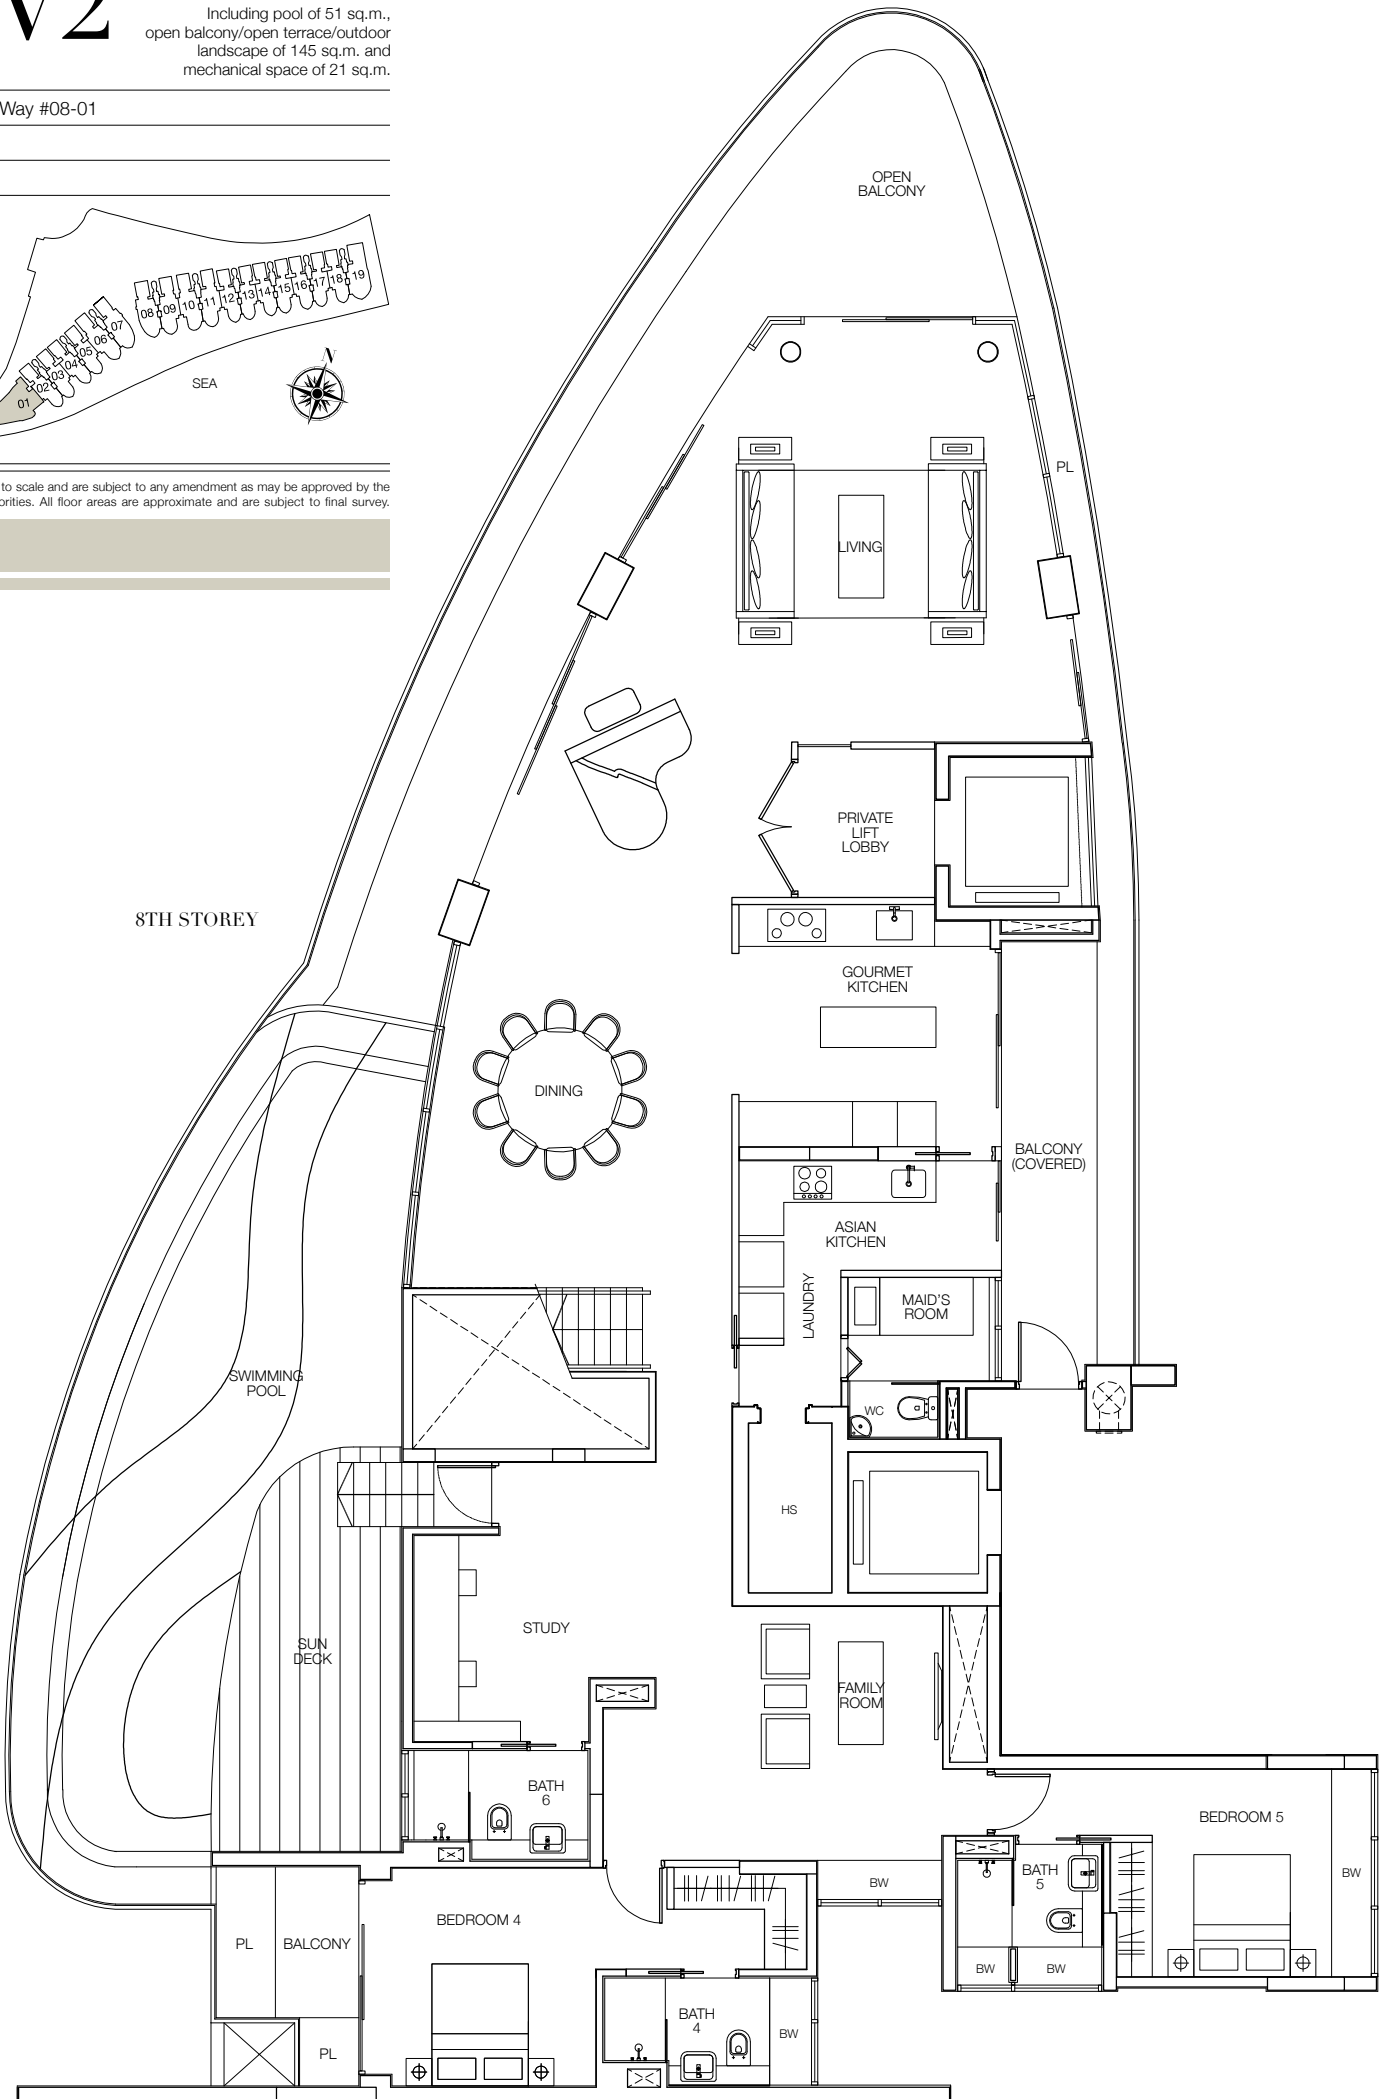 V2
Including pool of 51 sq.m.,
open balcony/open terrace/outdoor
landscape of 145 sq.m. and
mechanical space of 21 sq.m.
Way #08-01
01
02
03
04
05
06
07
08
09
10
11
12
13
14
15
16
17
18
19
N
SEA
to scale and are subject to any amendment as may be approved by the
orities. All floor areas are approximate and are subject to final survey.
8TH STOREY
OPEN
BALCONY
PL
LIVING
PRIVATE
LIFT
LOBBY
GOURMET
KITCHEN
DINING
BALCONY
(COVERED)
ASIAN
KITCHEN
LAUNDRY
MAID'S
ROOM
WC
SWIMMING
POOL
HS
SUN
DECK
STUDY
FAMILY
ROOM
BATH
6
BEDROOM 5
BATH
5
BW
BW
BEDROOM 4
PL
BALCONY
BW
BW
BATH
4
BW
PL